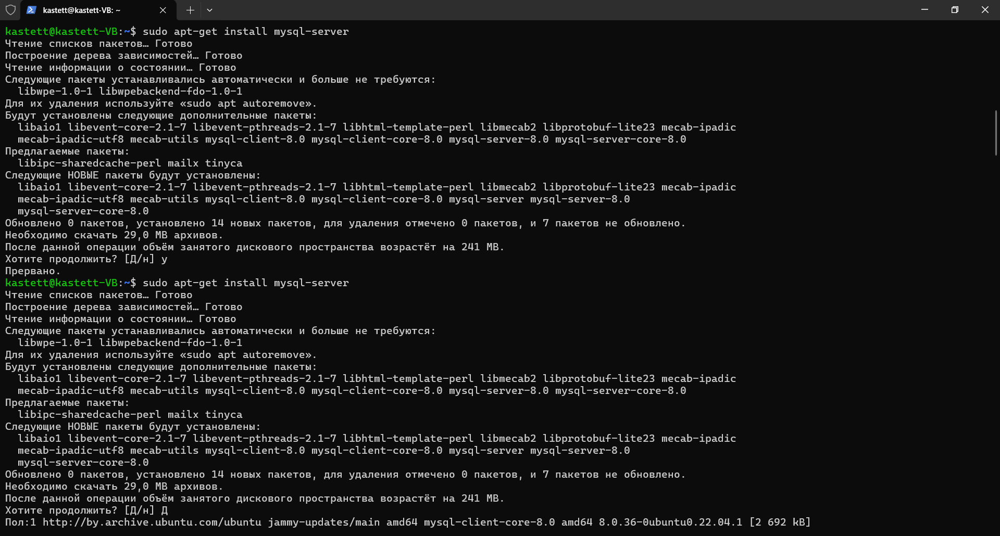 kastett@kastett-VB: ~
kastett@kastett-VB:~$ sudo apt-get install mysql-server
Чтение списков пакетов… Готово
Построение дерева зависимостей… Готово
Чтение информации о состоянии… Готово
Следующие пакеты устанавливались автоматически и больше не требуются:
  libwpe-1.0-1 libwpebackend-fdo-1.0-1
Для их удаления используйте «sudo apt autoremove».
Будут установлены следующие дополнительные пакеты:
  libaio1 libevent-core-2.1-7 libevent-pthreads-2.1-7 libhtml-template-perl libmecab2 libprotobuf-lite23 mecab-ipadic
  mecab-ipadic-utf8 mecab-utils mysql-client-8.0 mysql-client-core-8.0 mysql-server-8.0 mysql-server-core-8.0
Предлагаемые пакеты:
  libipc-sharedcache-perl mailx tinyca
Следующие НОВЫЕ пакеты будут установлены:
  libaio1 libevent-core-2.1-7 libevent-pthreads-2.1-7 libhtml-template-perl libmecab2 libprotobuf-lite23 mecab-ipadic
  mecab-ipadic-utf8 mecab-utils mysql-client-8.0 mysql-client-core-8.0 mysql-server mysql-server-8.0
  mysql-server-core-8.0
Обновлено 0 пакетов, установлено 14 новых пакетов, для удаления отмечено 0 пакетов, и 7 пакетов не обновлено.
Необходимо скачать 29,0 MB архивов.
После данной операции объём занятого дискового пространства возрастёт на 241 MB.
Хотите продолжить? [Д/н] y
Прервано.
kastett@kastett-VB:~$ sudo apt-get install mysql-server
Чтение списков пакетов… Готово
Построение дерева зависимостей… Готово
Чтение информации о состоянии… Готово
Следующие пакеты устанавливались автоматически и больше не требуются:
  libwpe-1.0-1 libwpebackend-fdo-1.0-1
Для их удаления используйте «sudo apt autoremove».
Будут установлены следующие дополнительные пакеты:
  libaio1 libevent-core-2.1-7 libevent-pthreads-2.1-7 libhtml-template-perl libmecab2 libprotobuf-lite23 mecab-ipadic
  mecab-ipadic-utf8 mecab-utils mysql-client-8.0 mysql-client-core-8.0 mysql-server-8.0 mysql-server-core-8.0
Предлагаемые пакеты:
  libipc-sharedcache-perl mailx tinyca
Следующие НОВЫЕ пакеты будут установлены:
  libaio1 libevent-core-2.1-7 libevent-pthreads-2.1-7 libhtml-template-perl libmecab2 libprotobuf-lite23 mecab-ipadic
  mecab-ipadic-utf8 mecab-utils mysql-client-8.0 mysql-client-core-8.0 mysql-server mysql-server-8.0
  mysql-server-core-8.0
Обновлено 0 пакетов, установлено 14 новых пакетов, для удаления отмечено 0 пакетов, и 7 пакетов не обновлено.
Необходимо скачать 29,0 MB архивов.
После данной операции объём занятого дискового пространства возрастёт на 241 MB.
Хотите продолжить? [Д/н] Д
Пол:1 http://by.archive.ubuntu.com/ubuntu jammy-updates/main amd64 mysql-client-core-8.0 amd64 8.0.36-0ubuntu0.22.04.1 [2 692 kB]